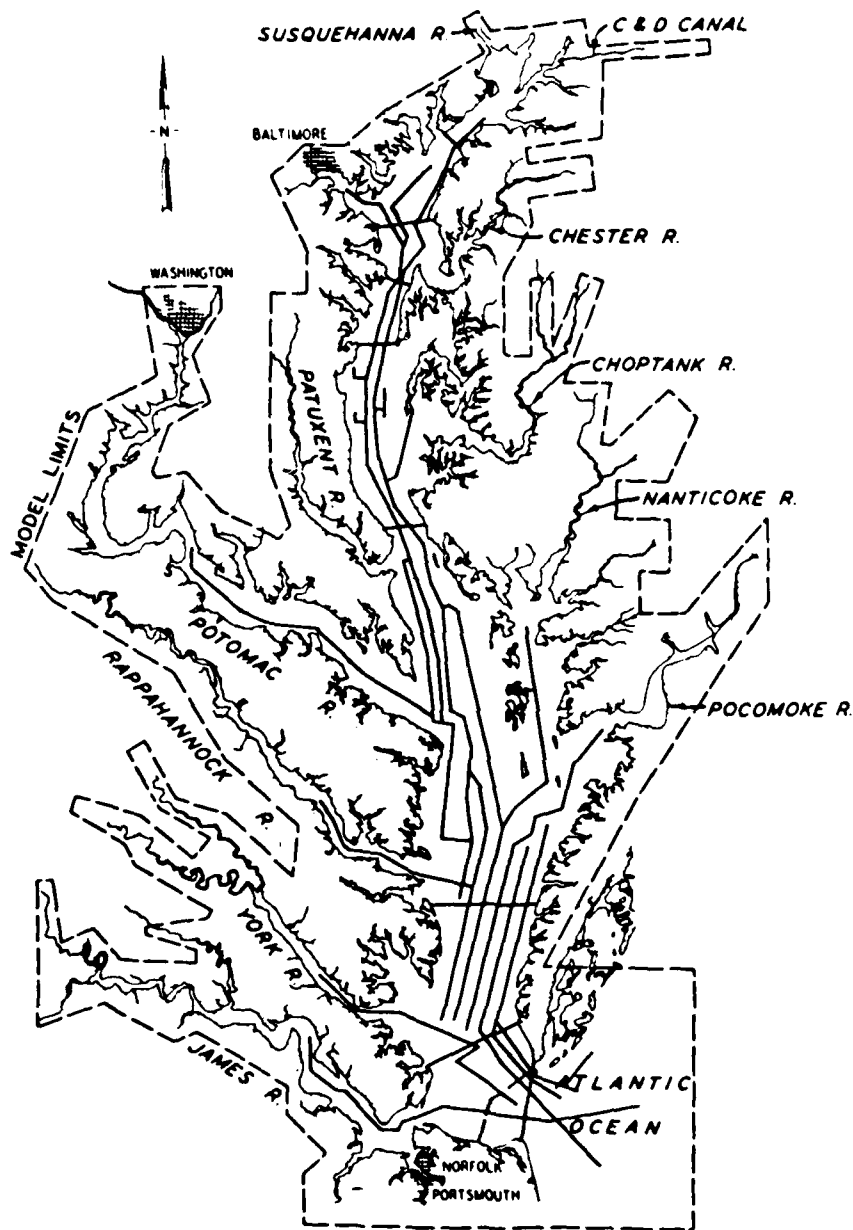 SUSQUEHANNA R.
C & D CANAL
-N-
BALTIMORE
CHESTER R.
WASHINGTON
CHOPTANK R.
PATUXENT R.
MODEL LIMITS
NANTICOKE R.
POTOMAC R.
RAPPAHANNOCK R.
POCOMOKE R.
YORK R.
JAMES R.
ATLANTIC
OCEAN
NORFOLK
PORTSMOUTH